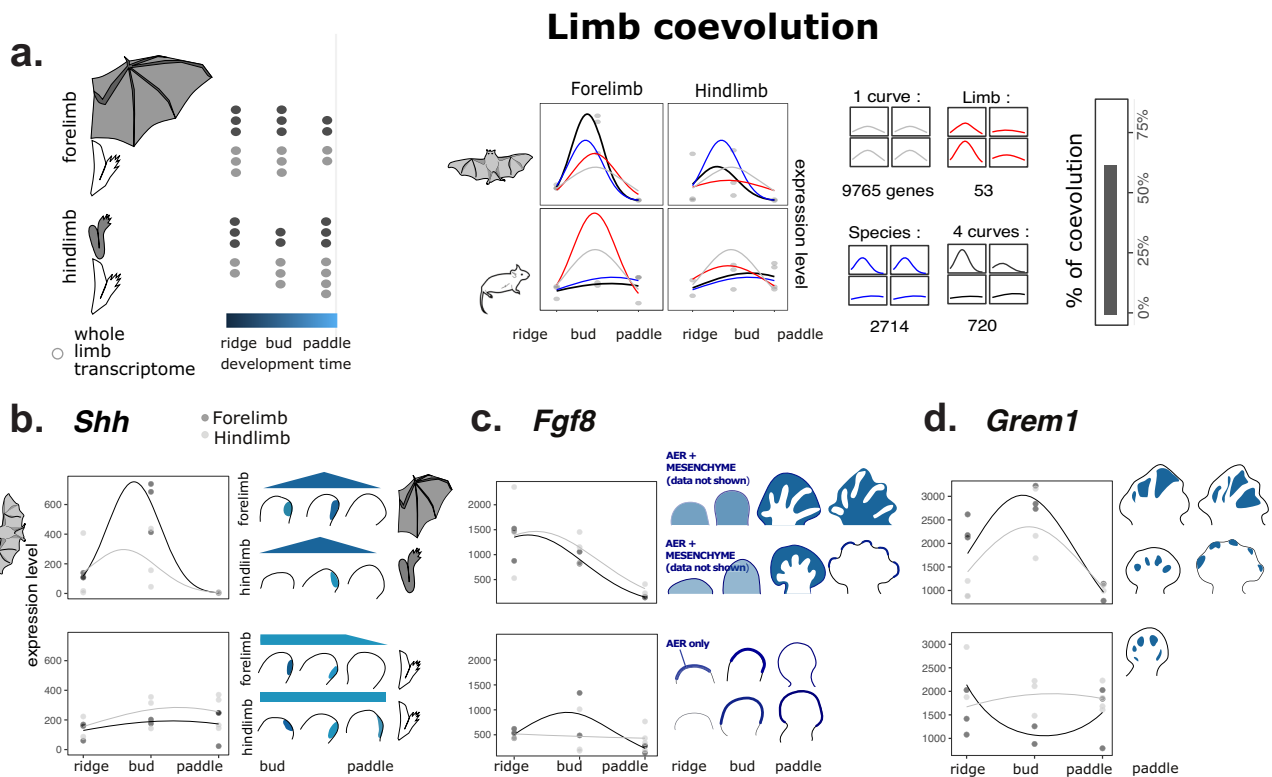 Limb coevolution
a.
forelimb
hindlimb
whole
limb
transcriptome
ridge bud paddle
development time
Forelimb Hindlimb
expression level
ridge bud paddle bud paddle
1 curve : Limb :
9765 genes 53
Species : 4 curves :
2714 720
% of coevolution
75%
50%
25%
0%
b. Shh
Forelimb
Hindlimb
expression level
600
400
200
0
600
400
200
0
ridge bud paddle
forelimb
hindlimb
forelimb
hindlimb
bud paddle
c. Fgf8
2000
1500
1000
500
2000
1500
1000
500
ridge bud paddle
AER +
MESENCHYME
(data not shown)
AER +
MESENCHYME
(data not shown)
AER only
ridge bud paddle
d. Grem1
3000
2500
2000
1500
1000
3000
2500
2000
1500
1000
ridge bud paddle
paddle